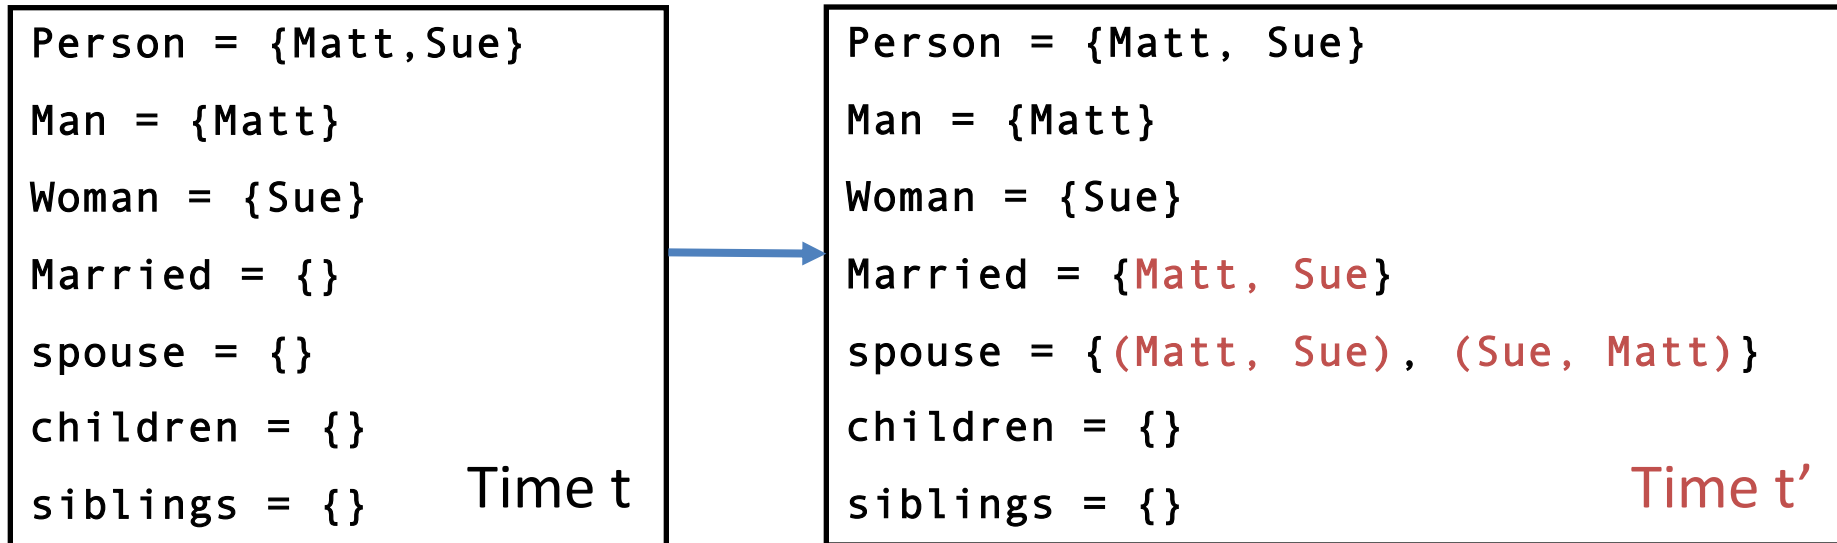 Person = {Matt,Sue}
Man = {Matt}
Woman = {Sue}
Married = {}
spouse = {}
children = {}
siblings = {}
Time t
Person = {Matt, Sue}
Man = {Matt}
Woman = {Sue}
Married = {Matt, Sue}
spouse = {(Matt, Sue), (Sue, Matt)}
children = {}
siblings = {}
Time t’